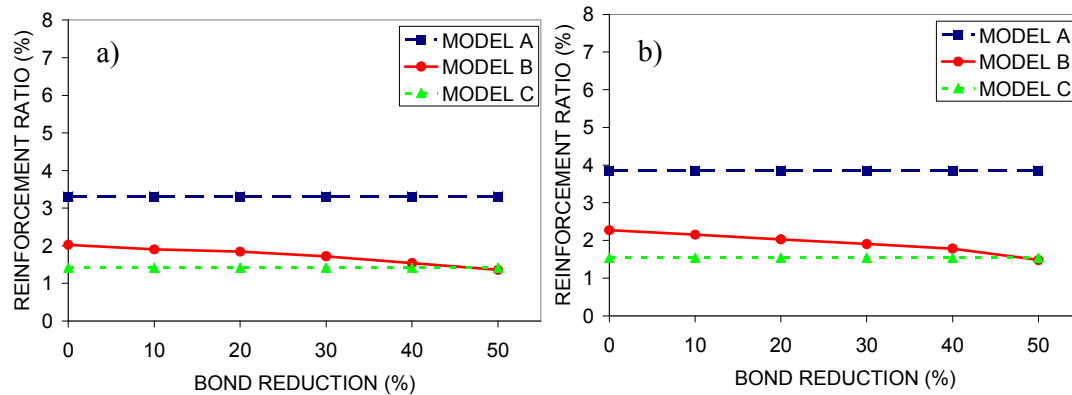 a)
MODEL A
MODEL B
MODEL C
REINFORCEMENT RATIO (%)
8
7
6
5
4
3
2
1
0
0 10 20 30 40 50
BOND REDUCTION (%)
b)
MODEL A
MODEL B
MODEL C
REINFORCEMENT RATIO (%)
8
7
6
5
4
3
2
1
0
0 10 20 30 40 50
BOND REDUCTION (%)